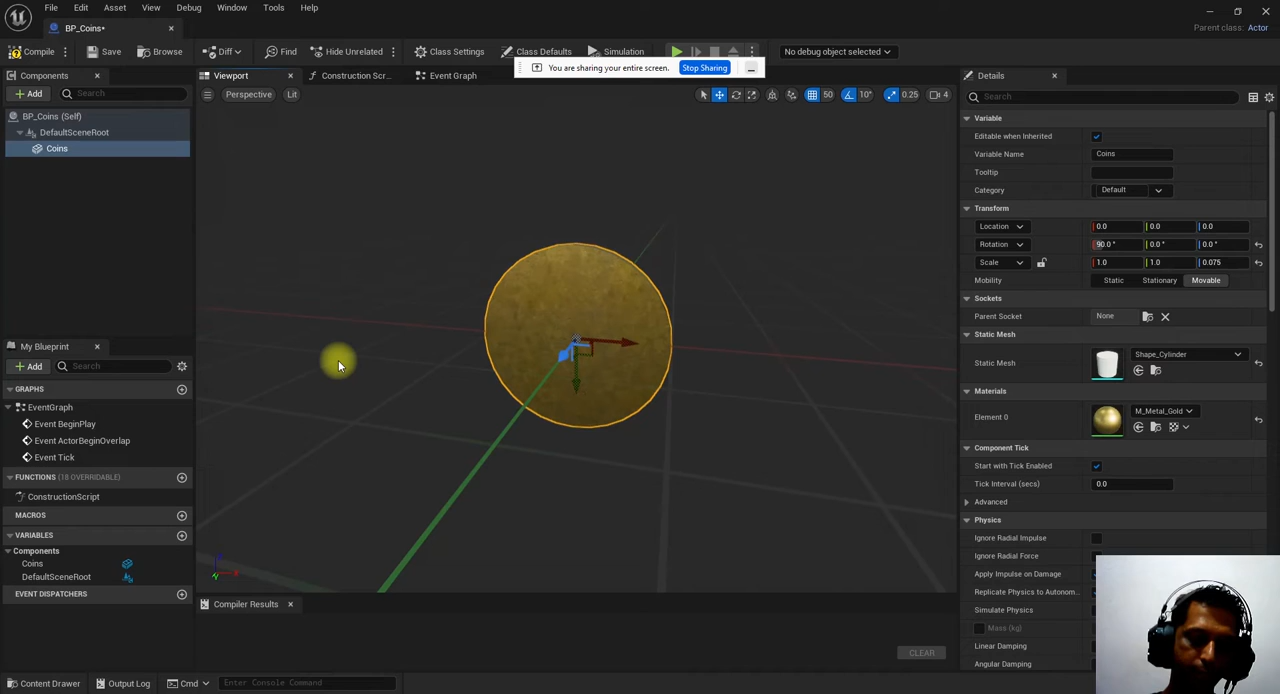 File Edit Asset View Debug Window Tools Help
BP_Coins•
Parent class: Actor
Compile Save Browse Diff Find Hide Unrelated Class Settings Class Defaults Simulation No debug object selected
You are sharing your entire screen. Stop Sharing
Components Viewport Construction Scr... Event Graph Details
Add Search Perspective Lit 50 10° 0.25 4 Search
BP_Coins (Self)
DefaultSceneRoot
Coins
Variable
Editable when Inherited
Variable Name Coins
Tooltip
Category Default
Transform
Location 0.0 0.0 0.0
Rotation 90.0 ° 0.0 ° 0.0 °
Scale 1.0 1.0 0.075
Mobility Static Stationary Movable
Sockets
Parent Socket None
Static Mesh
Static Mesh Shape_Cylinder
Materials
Element 0 M_Metal_Gold
Component Tick
Start with Tick Enabled
Tick Interval (secs) 0.0
Advanced
Physics
Ignore Radial Impulse
Ignore Radial Force
Apply Impulse on Damage
Replicate Physics to Autonom...
Simulate Physics
Mass (kg)
Linear Damping
Angular Damping
My Blueprint
Add Search
GRAPHS
EventGraph
Event BeginPlay
Event ActorBeginOverlap
Event Tick
FUNCTIONS (18 OVERRIDABLE)
ConstructionScript
MACROS
VARIABLES
Components
Coins
DefaultSceneRoot
EVENT DISPATCHERS
Compiler Results
CLEAR
Content Drawer Output Log Cmd Enter Console Command